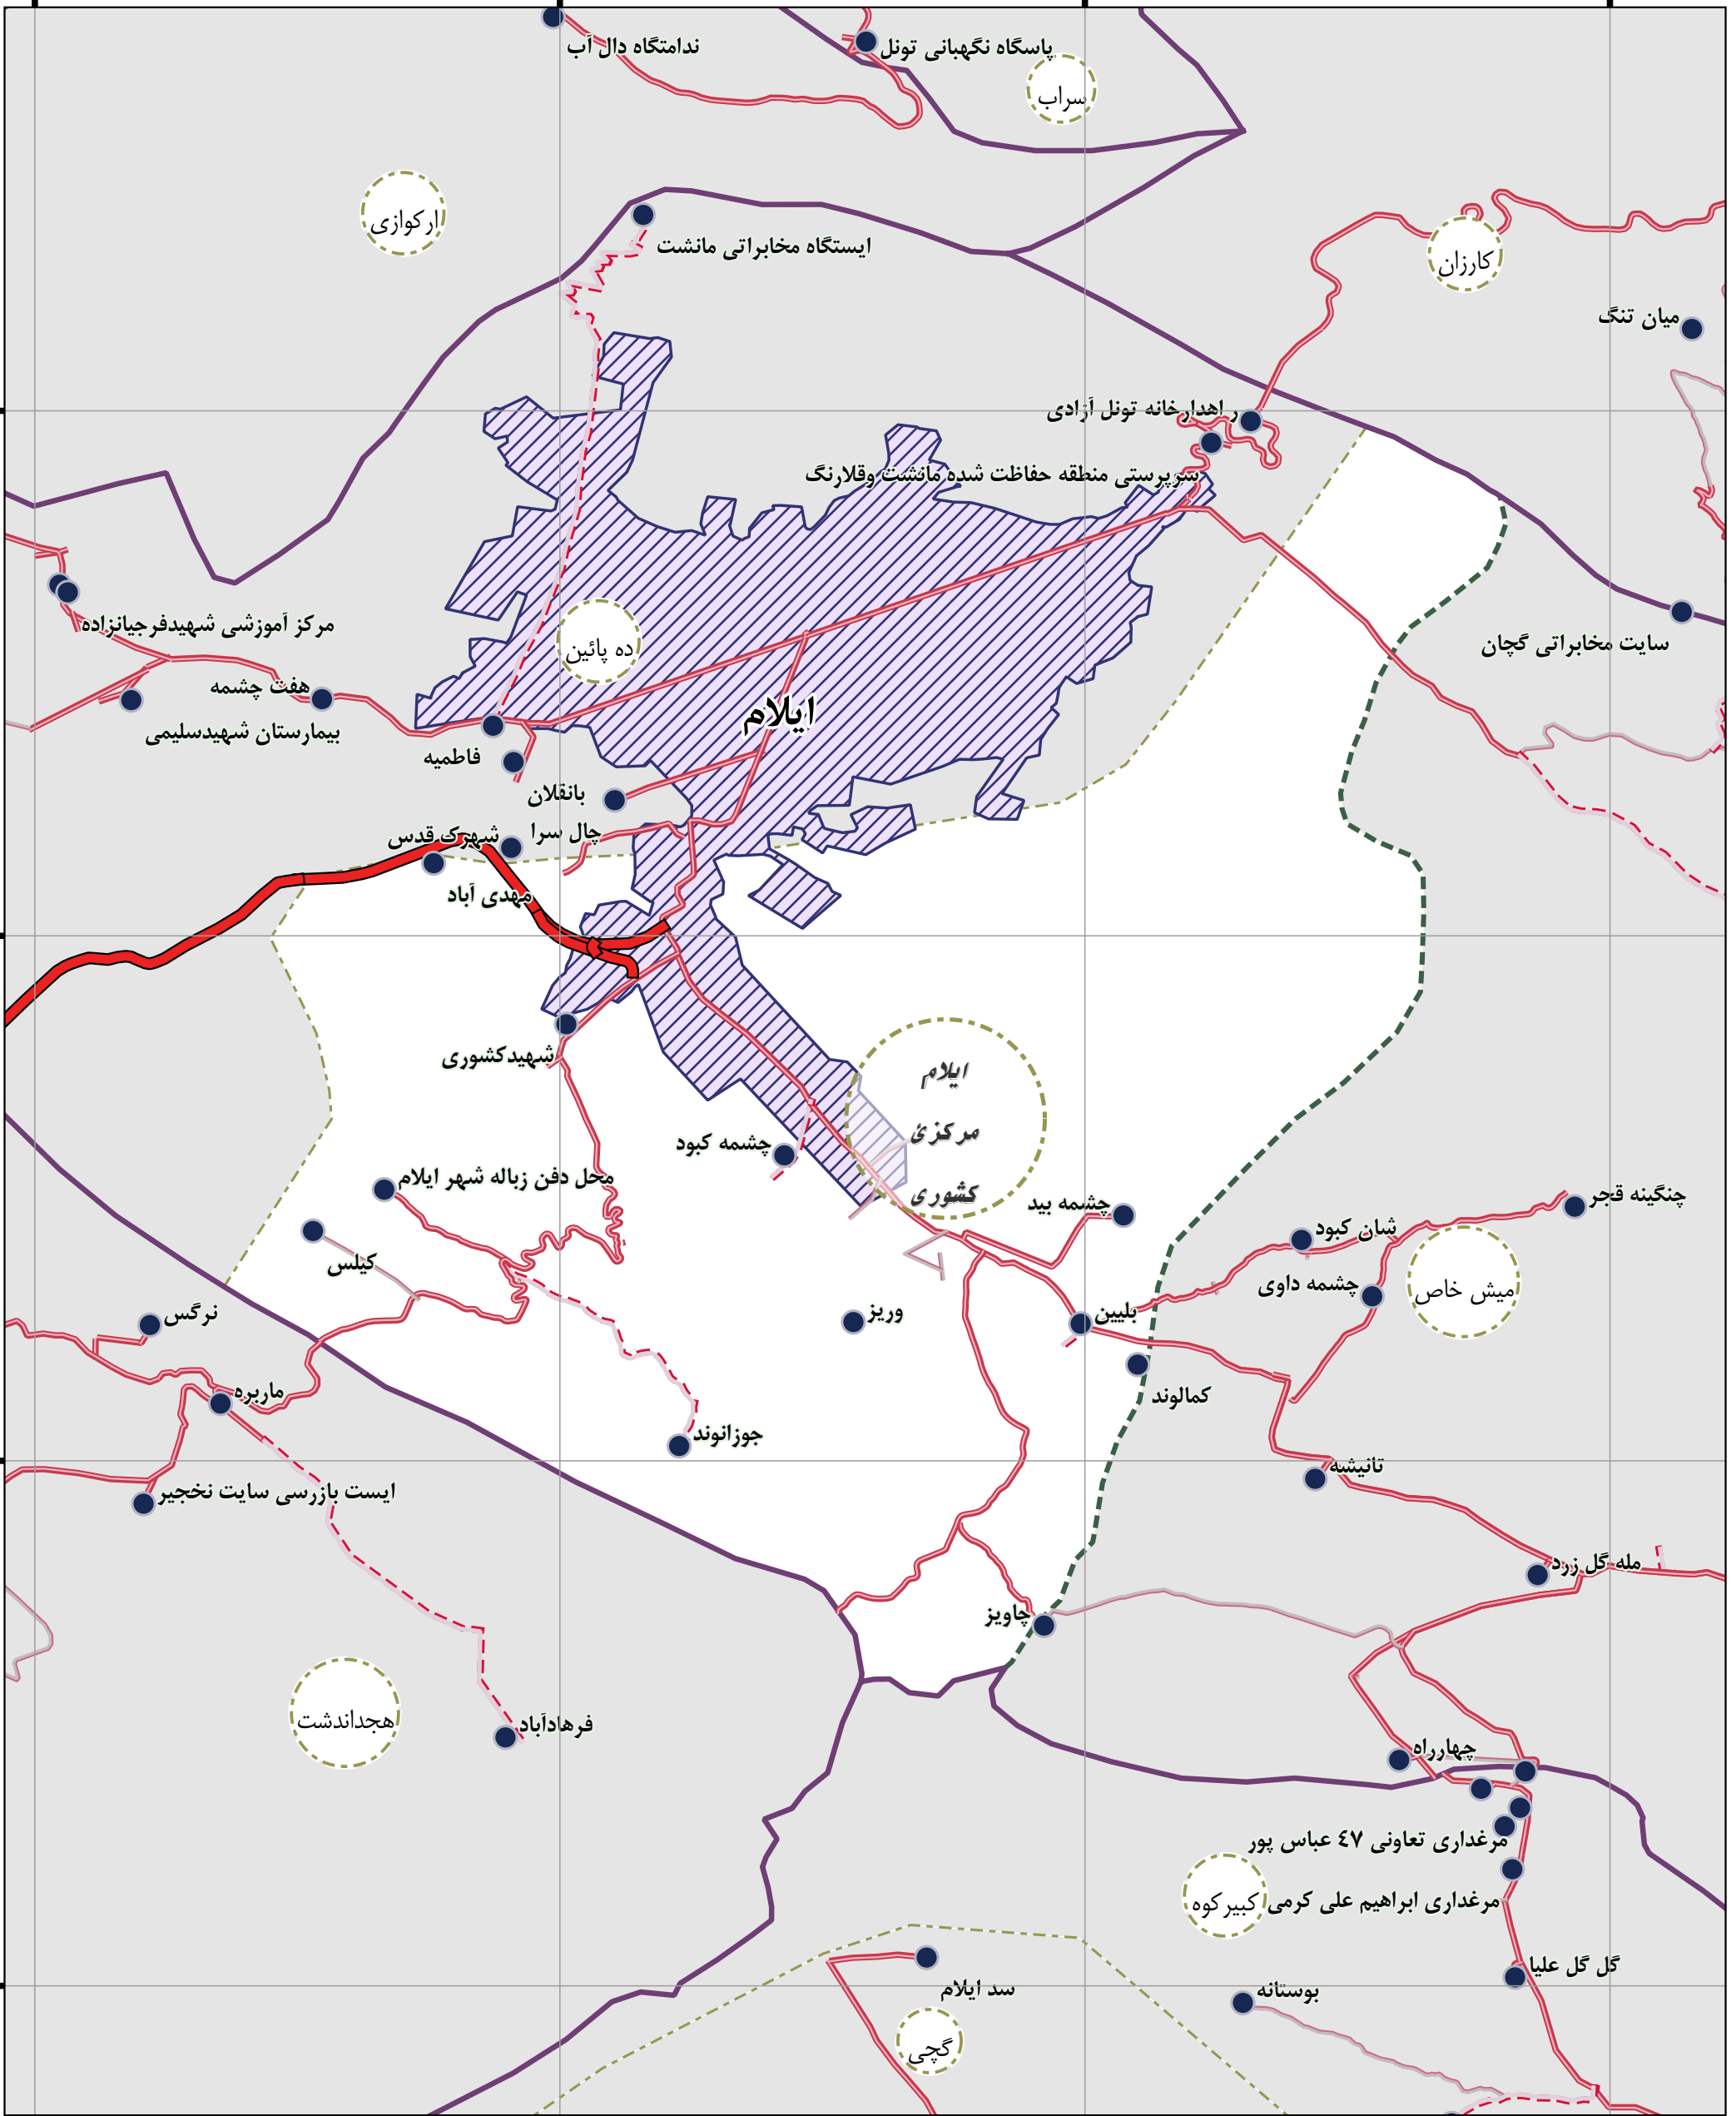 ندامتگاه دال آب
پاسگاه نگهبانی تونل
سراب
ارکوازی
ایستگاه مخابراتی مانشت
کارزان
میان تنگ
راهدارخانه تونل آزادی
سرپرستی منطقه حفاظت شده مانشت وقلارنگ
مرکز آموزشی شهیدفرجیانزاده
ده پائین
سایت مخابراتی گچان
هفت چشمه
بیمارستان شهیدسلیمی
ایلام
فاطمیه
بانقلان
چال سرا
شهرک قدس
مهدی آباد
شهیدکشوری
ایلام
مرکزئ
کشوری
چشمه کبود
محل دفن زباله شهر ایلام
چشمه بید
چنگینه قجر
شان کبود
کیلس
چشمه داوی
میش خاص
نرگس
وریز
بلیین
ماربره
کمالوند
جوزانوند
تانیشه
ایست بازرسی سایت نخجیر
مله گل زرد
چاویز
هجداندشت
فرهادآباد
چهارراه
مرغداری تعاونی ٤٧ عباس پور
کبیرکوه
مرغداری ابراهیم علی کرمی
گل گل علیا
سد ایلام
بوستانه
گچی